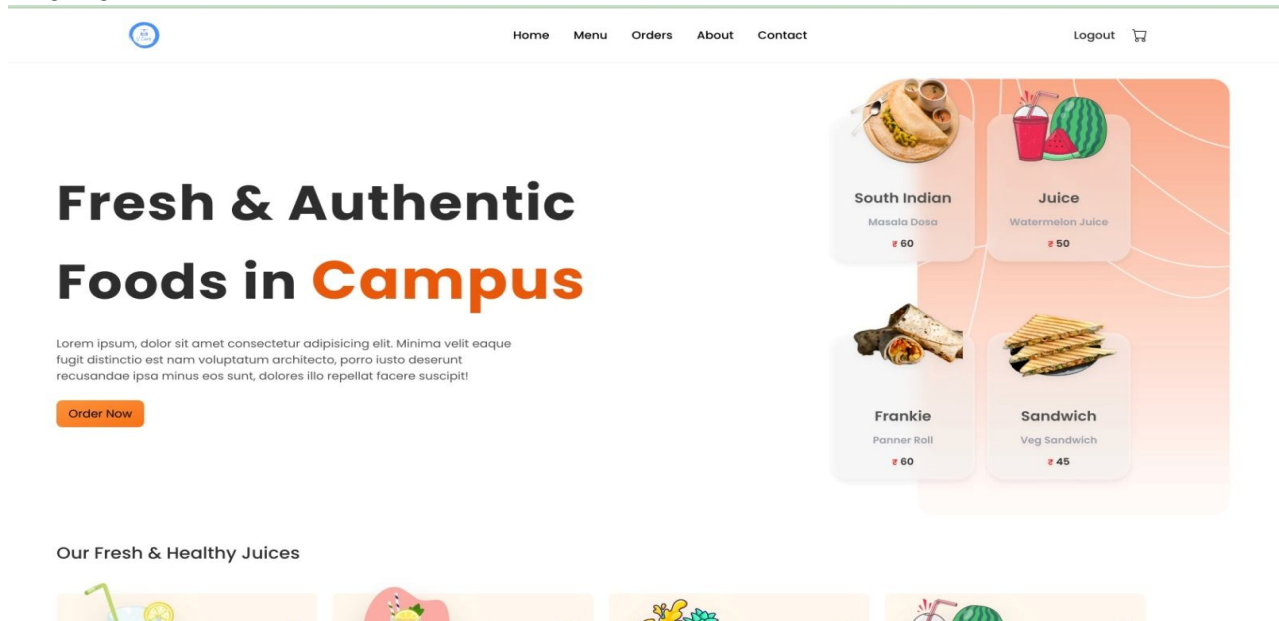 Home Menu Orders About Contact Logout
Fresh & Authentic
Foods in Campus
Lorem ipsum, dolor sit amet consectetur adipisicing elit. Minima velit eaque
fugit distinctio est nam voluptatum architecto, porro iusto deserunt
recusandae ipsa minus eos sunt, dolores illo repellat facere suscipit!
Order Now
South Indian
Masala Dosa
₹ 60
Juice
Watermelon Juice
₹ 50
Frankie
Panner Roll
₹ 60
Sandwich
Veg Sandwich
₹ 45
Our Fresh & Healthy Juices